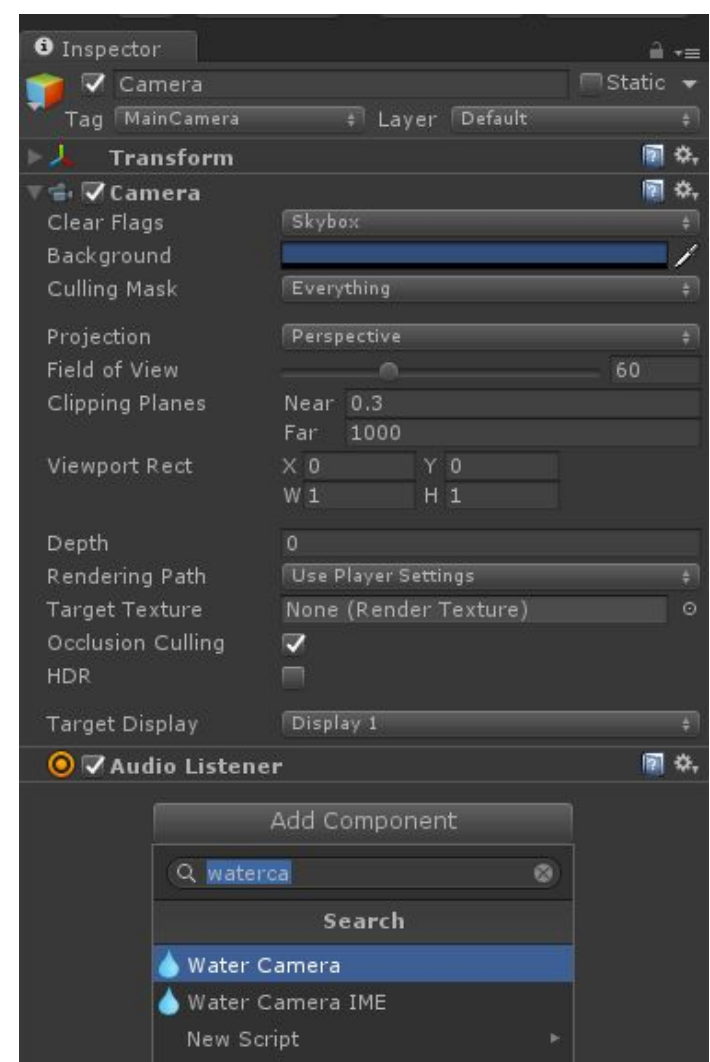 Inspector
Camera Static
Tag MainCamera Layer Default
Transform
Camera
Clear Flags Skybox
Background
Culling Mask Everything
Projection Perspective
Field of View 60
Clipping Planes Near 0.3
Far 1000
Viewport Rect X 0 Y 0
W 1 H 1
Depth 0
Rendering Path Use Player Settings
Target Texture None (Render Texture)
Occlusion Culling
HDR
Target Display Display 1
Audio Listener
Add Component
waterca
Search
Water Camera
Water Camera IME
New Script